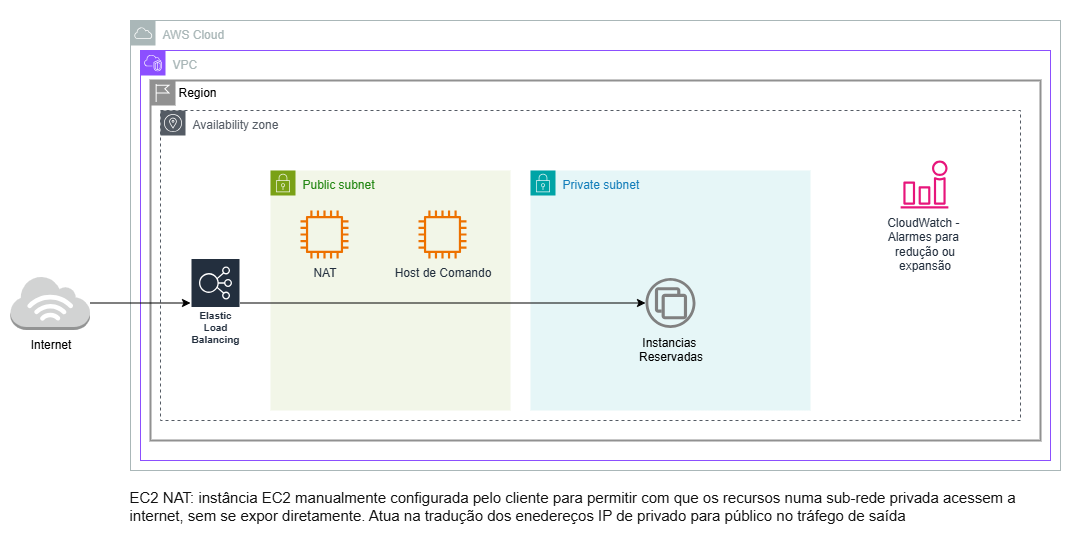 AWS Cloud
VPC
Region
Availability zone
Public subnet
Private subnet
NAT
Host de Comando
CloudWatch -
Alarmes para
redução ou
expansão
Elastic
Load
Balancing
Internet
Instancias
Reservadas
EC2 NAT: instância EC2 manualmente configurada pelo cliente para permitir com que os recursos numa sub-rede privada acessem a
internet, sem se expor diretamente. Atua na tradução dos enedereços IP de privado para público no tráfego de saída